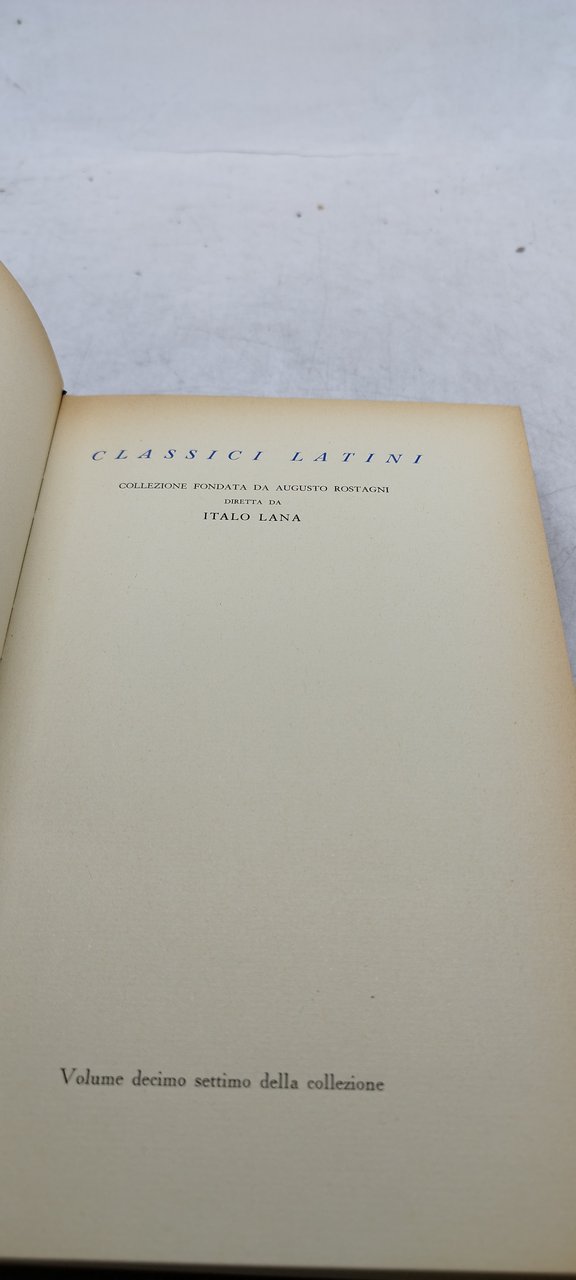 CLASSICI LATINI
COLLEZIONE FONDATA DA AUGUSTO ROSTAGNI
DIRETTA DA
ITALO LANA
Volume decimo settimo della collezione